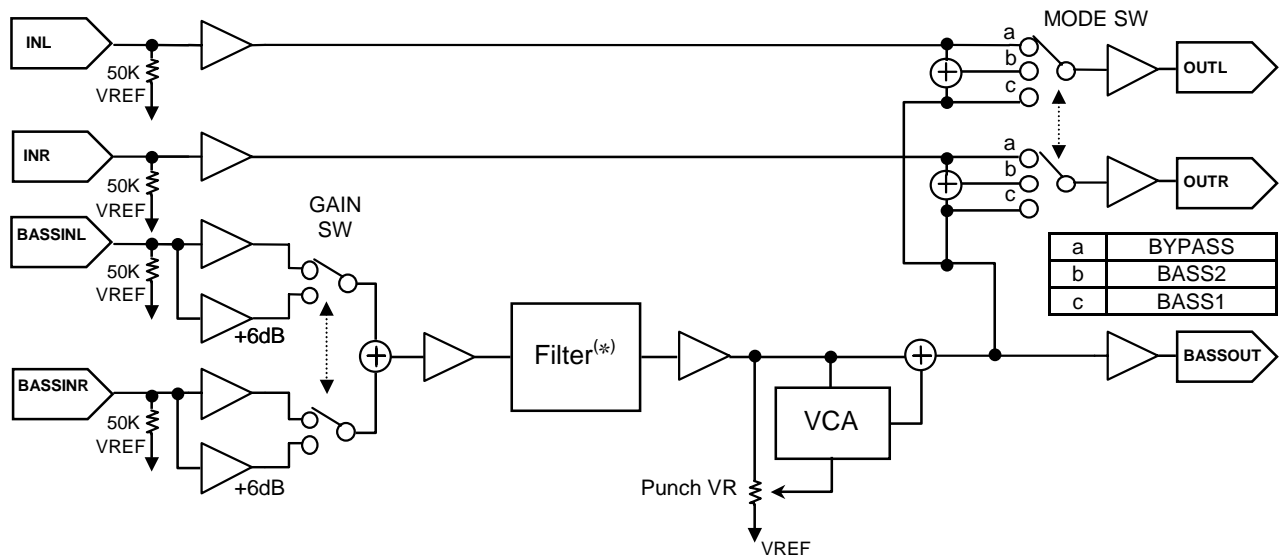 MODE SW
INL
a
50K
VREF
b
c
OUTL
INR
a
50K
VREF
b
c
OUTR
GAIN
SW
BASSINL
50K
VREF
+6dB
a BYPASS
b BASS2
c BASS1
Filter(*)
BASSOUT
BASSINR
50K
VREF
+6dB
VCA
Punch VR
VREF